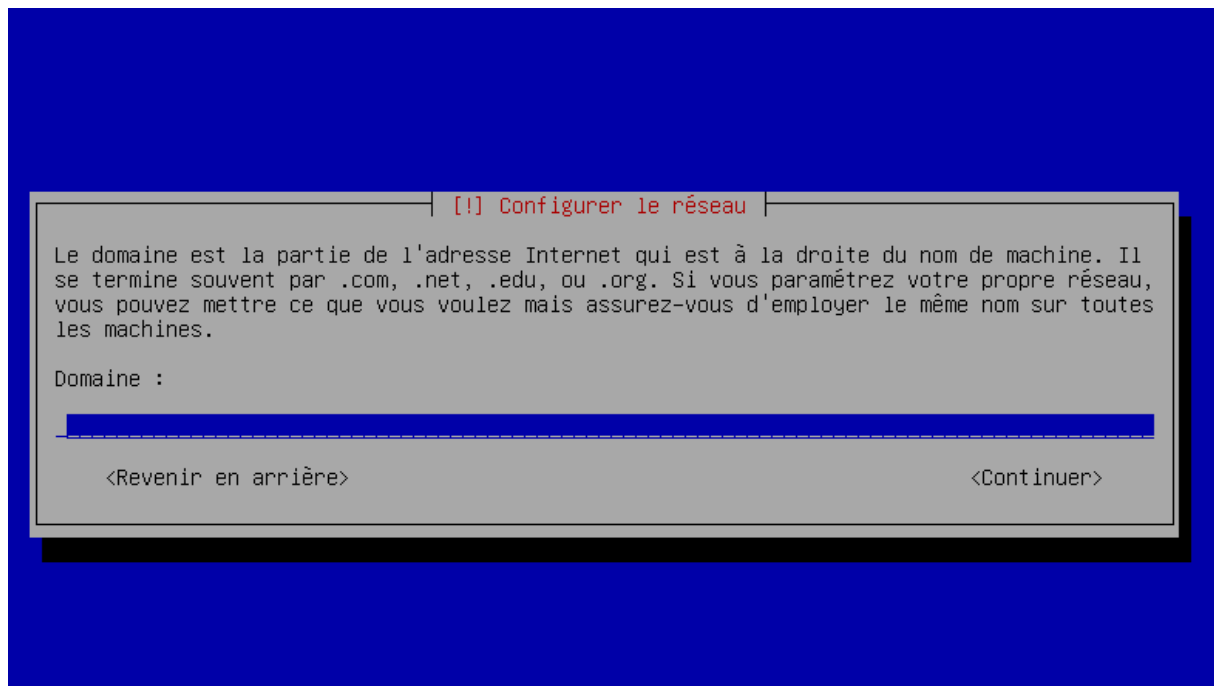 [!] Configurer le réseau
Le domaine est la partie de l'adresse Internet qui est à la droite du nom de machine. Il
se termine souvent par .com, .net, .edu, ou .org. Si vous paramétrez votre propre réseau,
vous pouvez mettre ce que vous voulez mais assurez-vous d'employer le même nom sur toutes
les machines.
Domaine :
<Revenir en arrière> <Continuer>